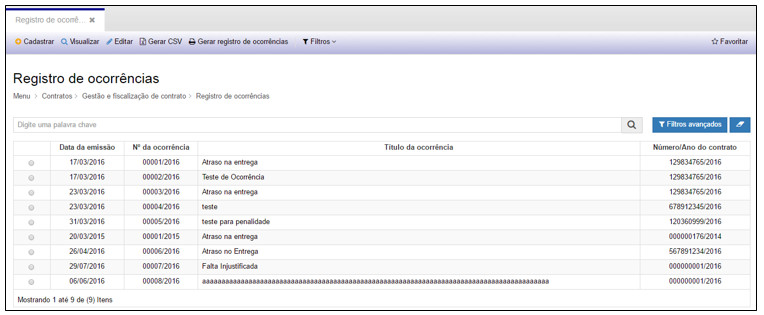 Registro de ocorrê... ✖
Cadastrar Visualizar Editar Gerar CSV Gerar registro de ocorrências Filtros Favoritar
Registro de ocorrências
Menu > Contratos > Gestão e fiscalização de contrato > Registro de ocorrências
Digite uma palavra chave Filtros avançados
Data da emissão Nº da ocorrência Título da ocorrência Número/Ano do contrato
17/03/2016 00001/2016 Atraso na entrega 129834765/2016
17/03/2016 00002/2016 Teste de Ocorrência 129834765/2016
23/03/2016 00003/2016 Atraso na entrega 129834765/2016
23/03/2016 00004/2016 teste 678912345/2016
31/03/2016 00005/2016 teste para penalidade 120360999/2016
20/03/2015 00001/2015 Atraso na entrega 000000176/2014
26/04/2016 00006/2016 Atraso no Entrega 567891234/2016
29/07/2016 00007/2016 Falta Injustificada 000000001/2016
06/06/2016 00008/2016 000000001/2016
Mostrando 1 até 9 de (9) Itens